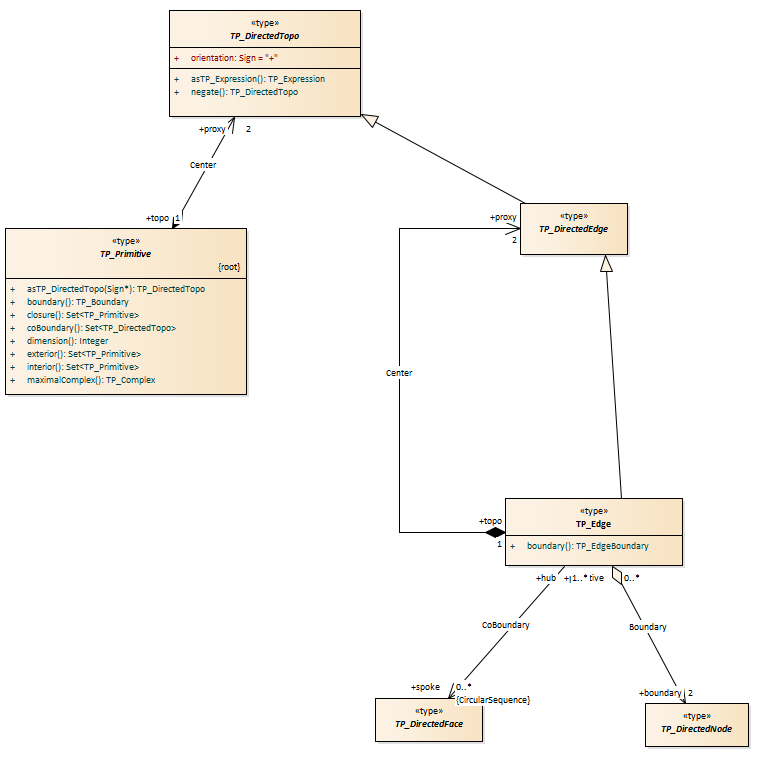 «type»
TP_DirectedTopo
+ orientation: Sign = "+"
+ asTP_Expression(): TP_Expression
+ negate(): TP_DirectedTopo
+proxy 2
Center
+topo 1
«type»
TP_Primitive
{root}
+ asTP_DirectedTopo(Sign*): TP_DirectedTopo
+ boundary(): TP_Boundary
+ closure(): Set<TP_Primitive>
+ coBoundary(): Set<TP_DirectedTopo>
+ dimension(): Integer
+ exterior(): Set<TP_Primitive>
+ interior(): Set<TP_Primitive>
+ maximalComplex(): TP_Complex
+proxy
2
«type»
TP_DirectedEdge
Center
+topo
1
«type»
TP_Edge
+ boundary(): TP_EdgeBoundary
+hub 1..* tive 0..*
CoBoundary
Boundary
+spoke 0..*
{CircularSequence}
+boundary 2
«type»
TP_DirectedFace
«type»
TP_DirectedNode